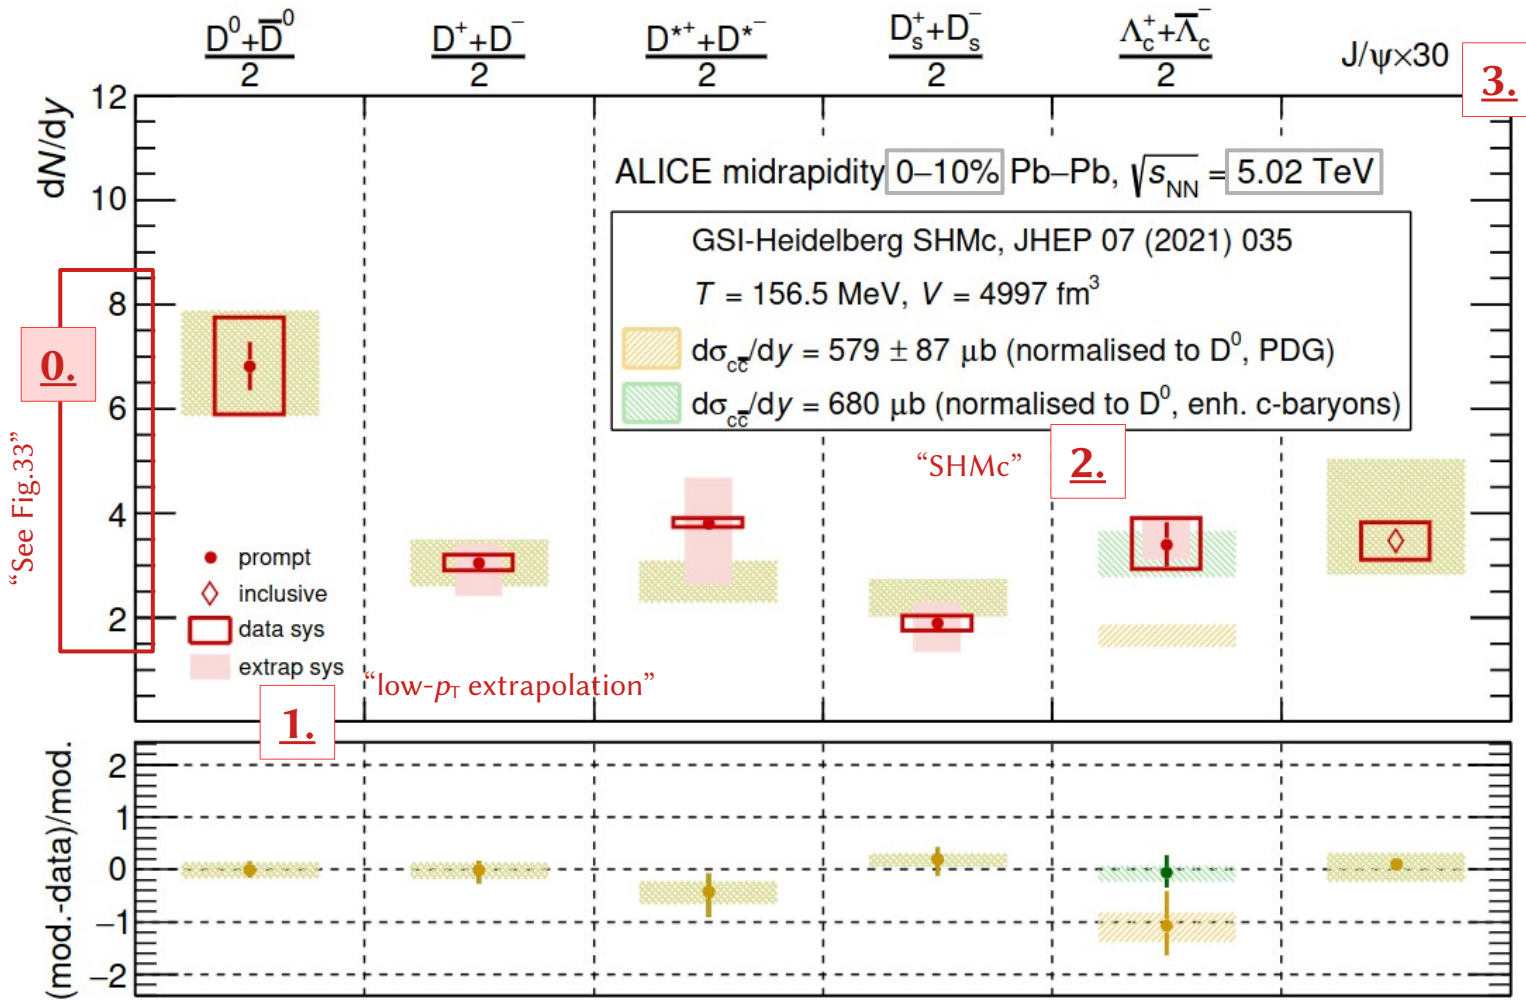 D⁰+D̅⁰ D⁺+D⁻ D*⁺+D*⁻ Dₛ⁺+Dₛ⁻ Λc⁺+Λ̅c⁻
2 2 2 2 2 J/ψ×30
3.
dN/dy
12
10
8
6
4
2
ALICE midrapidity 0–10% Pb–Pb, √sNN = 5.02 TeV
GSI-Heidelberg SHMc, JHEP 07 (2021) 035
T = 156.5 MeV, V = 4997 fm³
dσcc̅/dy = 579 ± 87 μb (normalised to D⁰, PDG)
dσcc̅/dy = 680 μb (normalised to D⁰, enh. c-baryons)
0.
“See Fig.33”
“SHMc” 2.
prompt
inclusive
data sys
extrap sys
“low-pT extrapolation”
1.
(mod.-data)/mod.
2
1
0
−1
−2